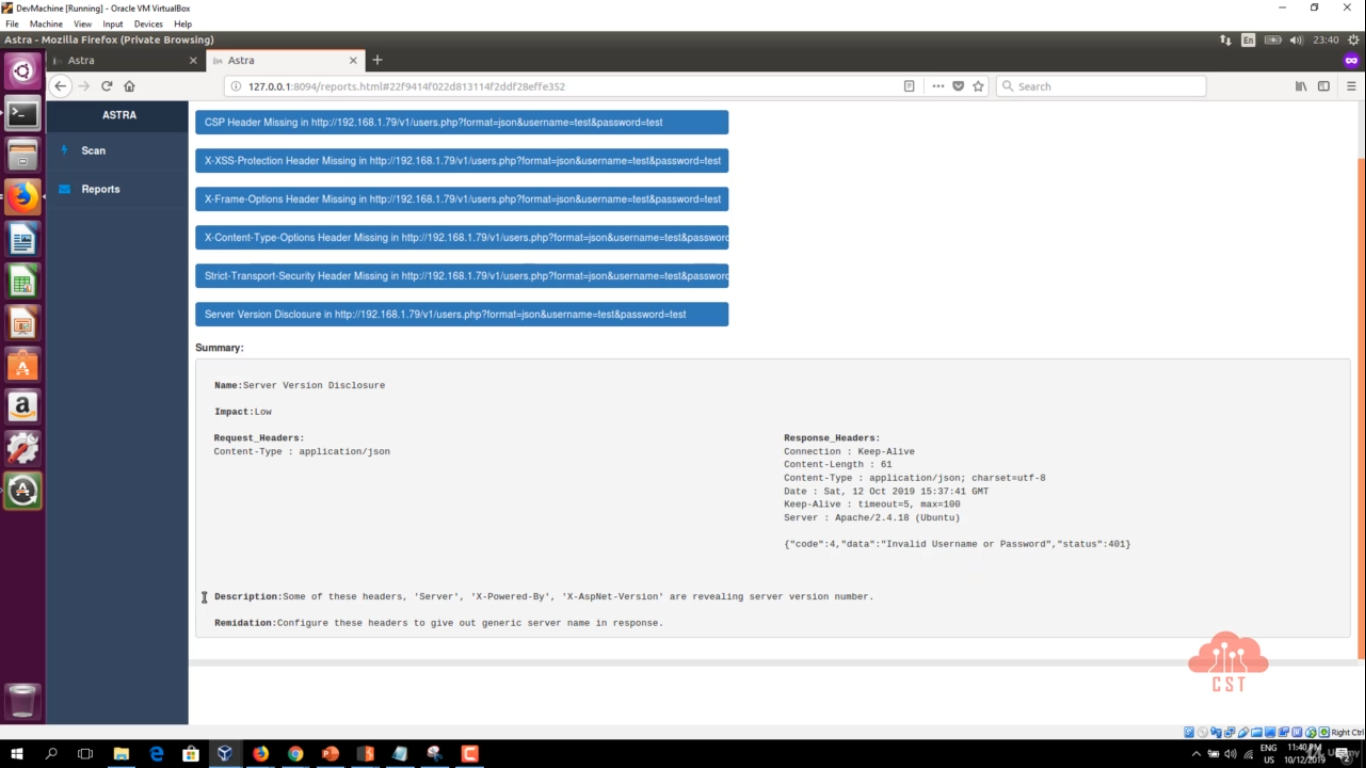 DevMachine [Running] - Oracle VM VirtualBox
File Machine View Input Devices Help
Astra - Mozilla Firefox (Private Browsing)
En
23:40
Astra
Astra
127.0.0.1:8094/reports.html#22f9414f022d813114f2ddf28effe352
Search
ASTRA
Scan
Reports
CSP Header Missing in http://192.168.1.79/v1/users.php?format=json&username=test&password=test
X-XSS-Protection Header Missing in http://192.168.1.79/v1/users.php?format=json&username=test&password=test
X-Frame-Options Header Missing in http://192.168.1.79/v1/users.php?format=json&username=test&password=test
X-Content-Type-Options Header Missing in http://192.168.1.79/v1/users.php?format=json&username=test&passwor
Strict-Transport-Security Header Missing in http://192.168.1.79/v1/users.php?format=json&username=test&passwor
Server Version Disclosure in http://192.168.1.79/v1/users.php?format=json&username=test&password=test
Summary:
Name:Server Version Disclosure
Impact:Low
Request_Headers:
Content-Type : application/json
Response_Headers:
Connection : Keep-Alive
Content-Length : 61
Content-Type : application/json; charset=utf-8
Date : Sat, 12 Oct 2019 15:37:41 GMT
Keep-Alive : timeout=5, max=100
Server : Apache/2.4.18 (Ubuntu)
{"code":4,"data":"Invalid Username or Password","status":401}
Description:Some of these headers, 'Server', 'X-Powered-By', 'X-AspNet-Version' are revealing server version number.
Remidation:Configure these headers to give out generic server name in response.
CST
Right Ctrl
ENG
US
11:40 PM
10/12/2019